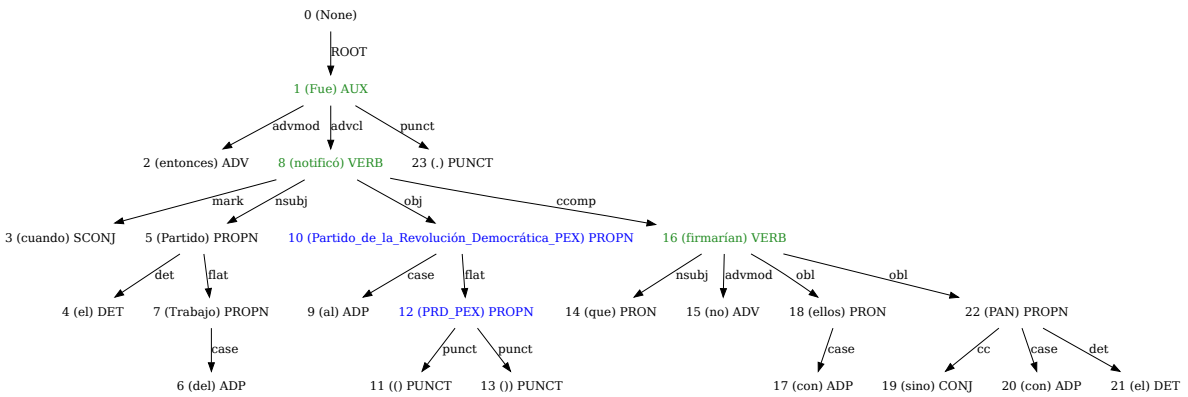 0 (None)
ROOT
1 (Fue) AUX
advmod advcl punct
2 (entonces) ADV 8 (notificó) VERB 23 (.) PUNCT
mark nsubj obj ccomp
3 (cuando) SCONJ 5 (Partido) PROPN 10 (Partido_de_la_Revolución_Democrática_PEX) PROPN 16 (firmarían) VERB
det flat case flat nsubj advmod obl obl
4 (el) DET 7 (Trabajo) PROPN 9 (al) ADP 12 (PRD_PEX) PROPN 14 (que) PRON 15 (no) ADV 18 (ellos) PRON 22 (PAN) PROPN
case punct punct case cc case det
6 (del) ADP 11 (() PUNCT 13 ()) PUNCT 17 (con) ADP 19 (sino) CONJ 20 (con) ADP 21 (el) DET